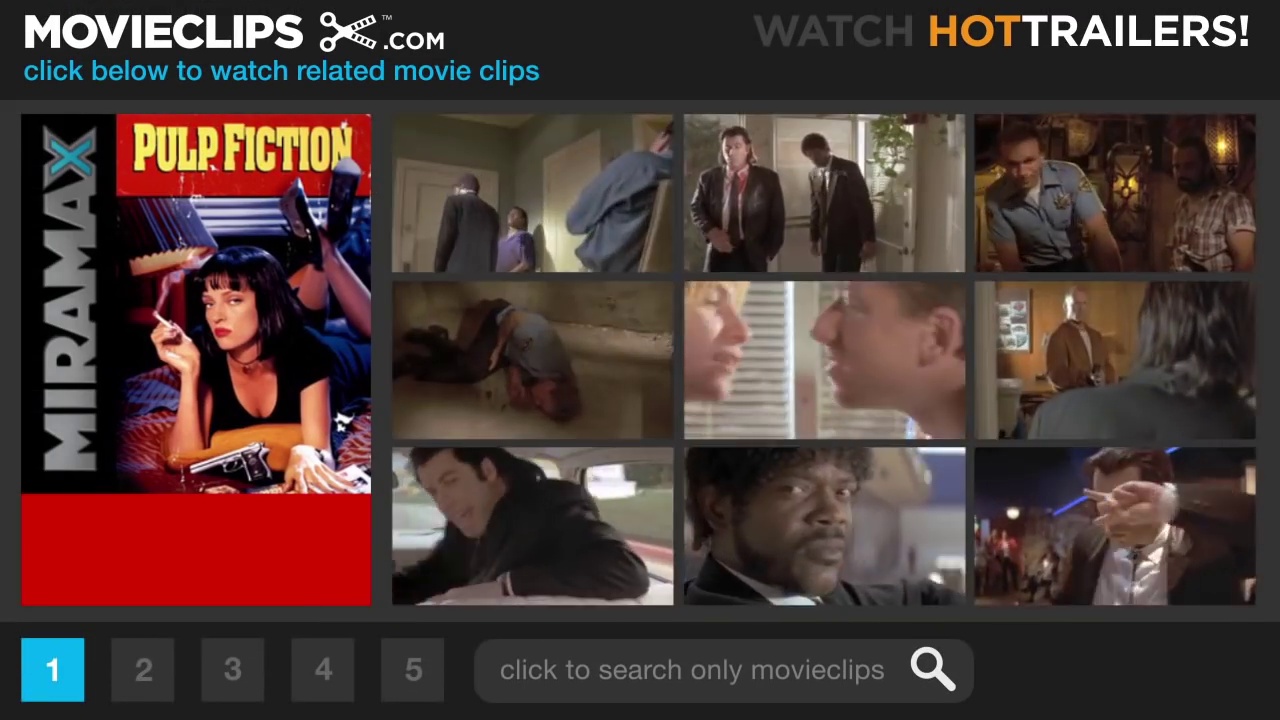 MOVIECLIPS ™ .COM
click below to watch related movie clips
WATCH HOTTRAILERS!
MIRAMAX
PULP FICTION
1 2 3 4 5
click to search only movieclips